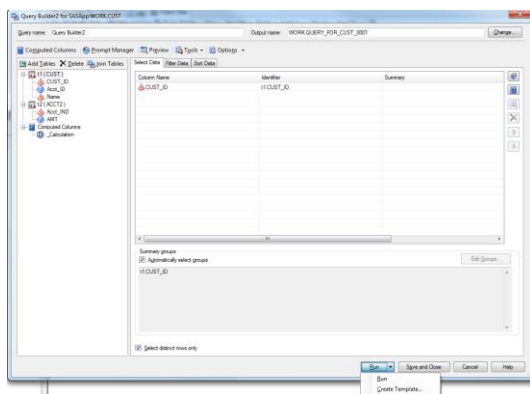 Query Builder2 for SASApp:WORK.CUST
Query name: Query Builder2 Output name: WORK.QUERY_FOR_CUST_0001 Change...
Computed Columns Prompt Manager Preview Tools Options
Add Tables Delete Join Tables Select Data Filter Data Sort Data
t1 (CUST) Column Name Identifier Summary
CUST_ID CUST_ID t1.CUST_ID
Acct_ID
Name
t2 (ACCT2)
Acct_IND
AMT
Computed Columns
_Calculation
Summary groups
Automatically select groups Edit Groups...
t1.CUST_ID
Select distinct rows only
Run Save and Close Cancel Help
Run
Create Template...